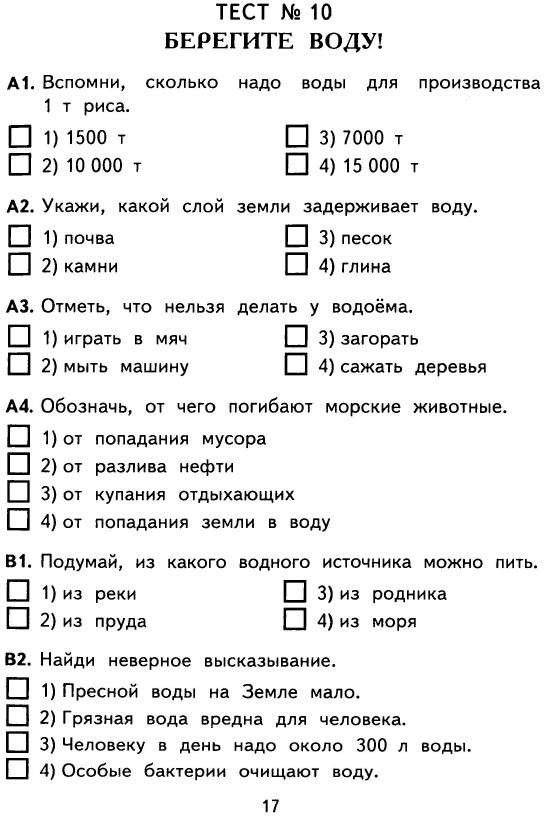 ТЕСТ № 10
БЕРЕГИТЕ ВОДУ!
А1. Вспомни, сколько надо воды для производства
1 т риса.
1) 1500 т 3) 7000 т
2) 10 000 т 4) 15 000 т
А2. Укажи, какой слой земли задерживает воду.
1) почва 3) песок
2) камни 4) глина
А3. Отметь, что нельзя делать у водоёма.
1) играть в мяч 3) загорать
2) мыть машину 4) сажать деревья
А4. Обозначь, от чего погибают морские животные.
1) от попадания мусора
2) от разлива нефти
3) от купания отдыхающих
4) от попадания земли в воду
В1. Подумай, из какого водного источника можно пить.
1) из реки 3) из родника
2) из пруда 4) из моря
В2. Найди неверное высказывание.
1) Пресной воды на Земле мало.
2) Грязная вода вредна для человека.
3) Человеку в день надо около 300 л воды.
4) Особые бактерии очищают воду.
17